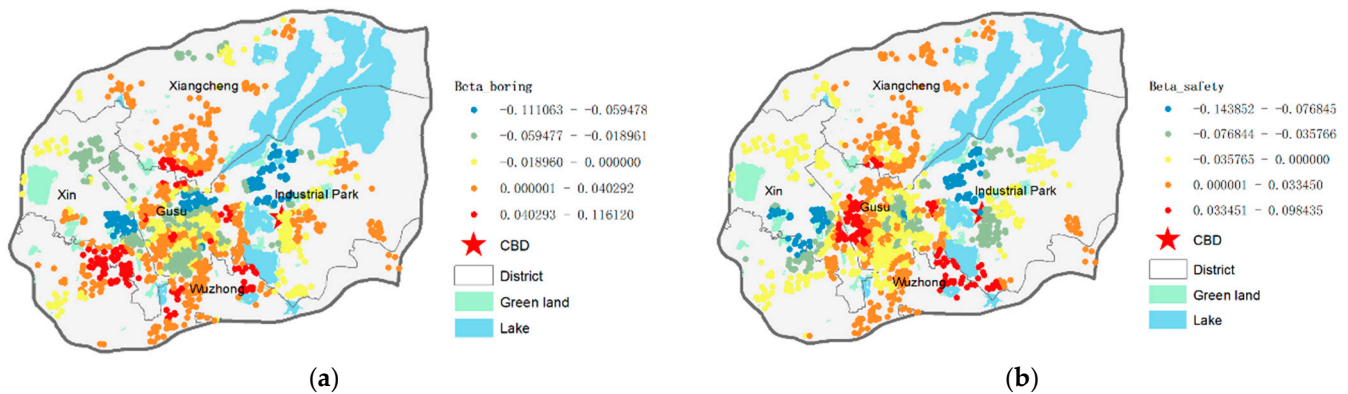 Xiangcheng
Xin
Gusu
Industrial Park
Wuzhong
Beta_boring
-0.111063 - -0.059478
-0.059477 - -0.018961
-0.018960 - 0.000000
0.000001 - 0.040292
0.040293 - 0.116120
CBD
District
Green land
Lake
(a)
Xiangcheng
Xin
Gusu
Industrial Park
Wuzhong
Beta_safety
-0.143852 - -0.076845
-0.076844 - -0.035766
-0.035765 - 0.000000
0.000001 - 0.033450
0.033451 - 0.098435
CBD
District
Green land
Lake
(b)